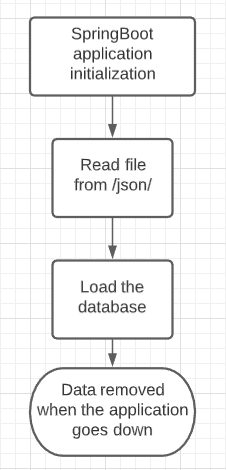 SpringBoot
application
initialization
Read file
from /json/
Load the
database
Data removed
when the application
goes down